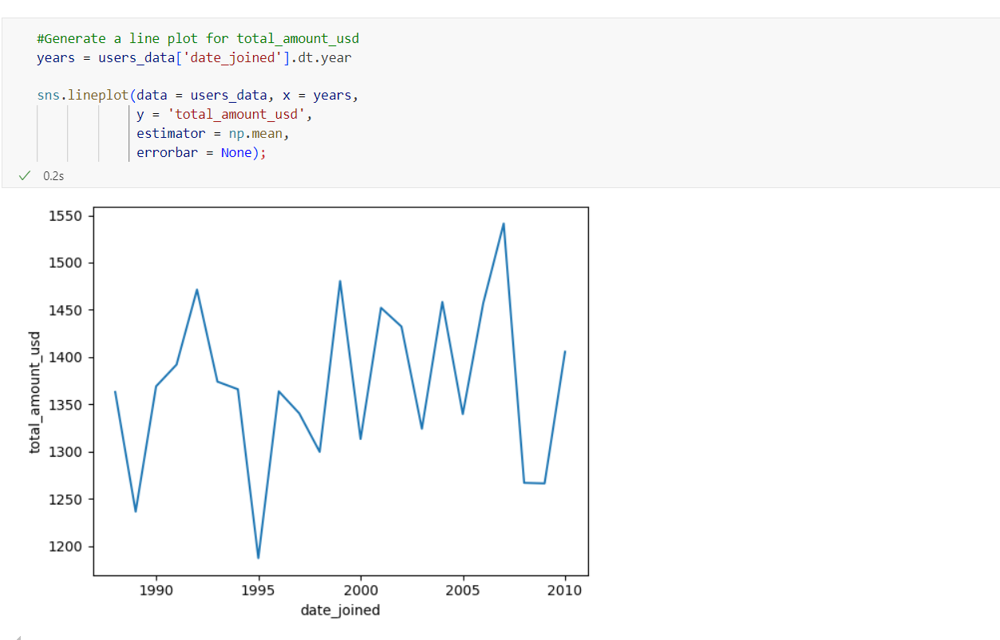 #Generate a line plot for total_amount_usd
years = users_data['date_joined'].dt.year
sns.lineplot(data = users_data, x = years,
y = 'total_amount_usd',
estimator = np.mean,
errorbar = None);
0.2s
1550
1500
1450
1400
1350
1300
1250
1200
total_amount_usd
1990 1995 2000 2005 2010
date_joined